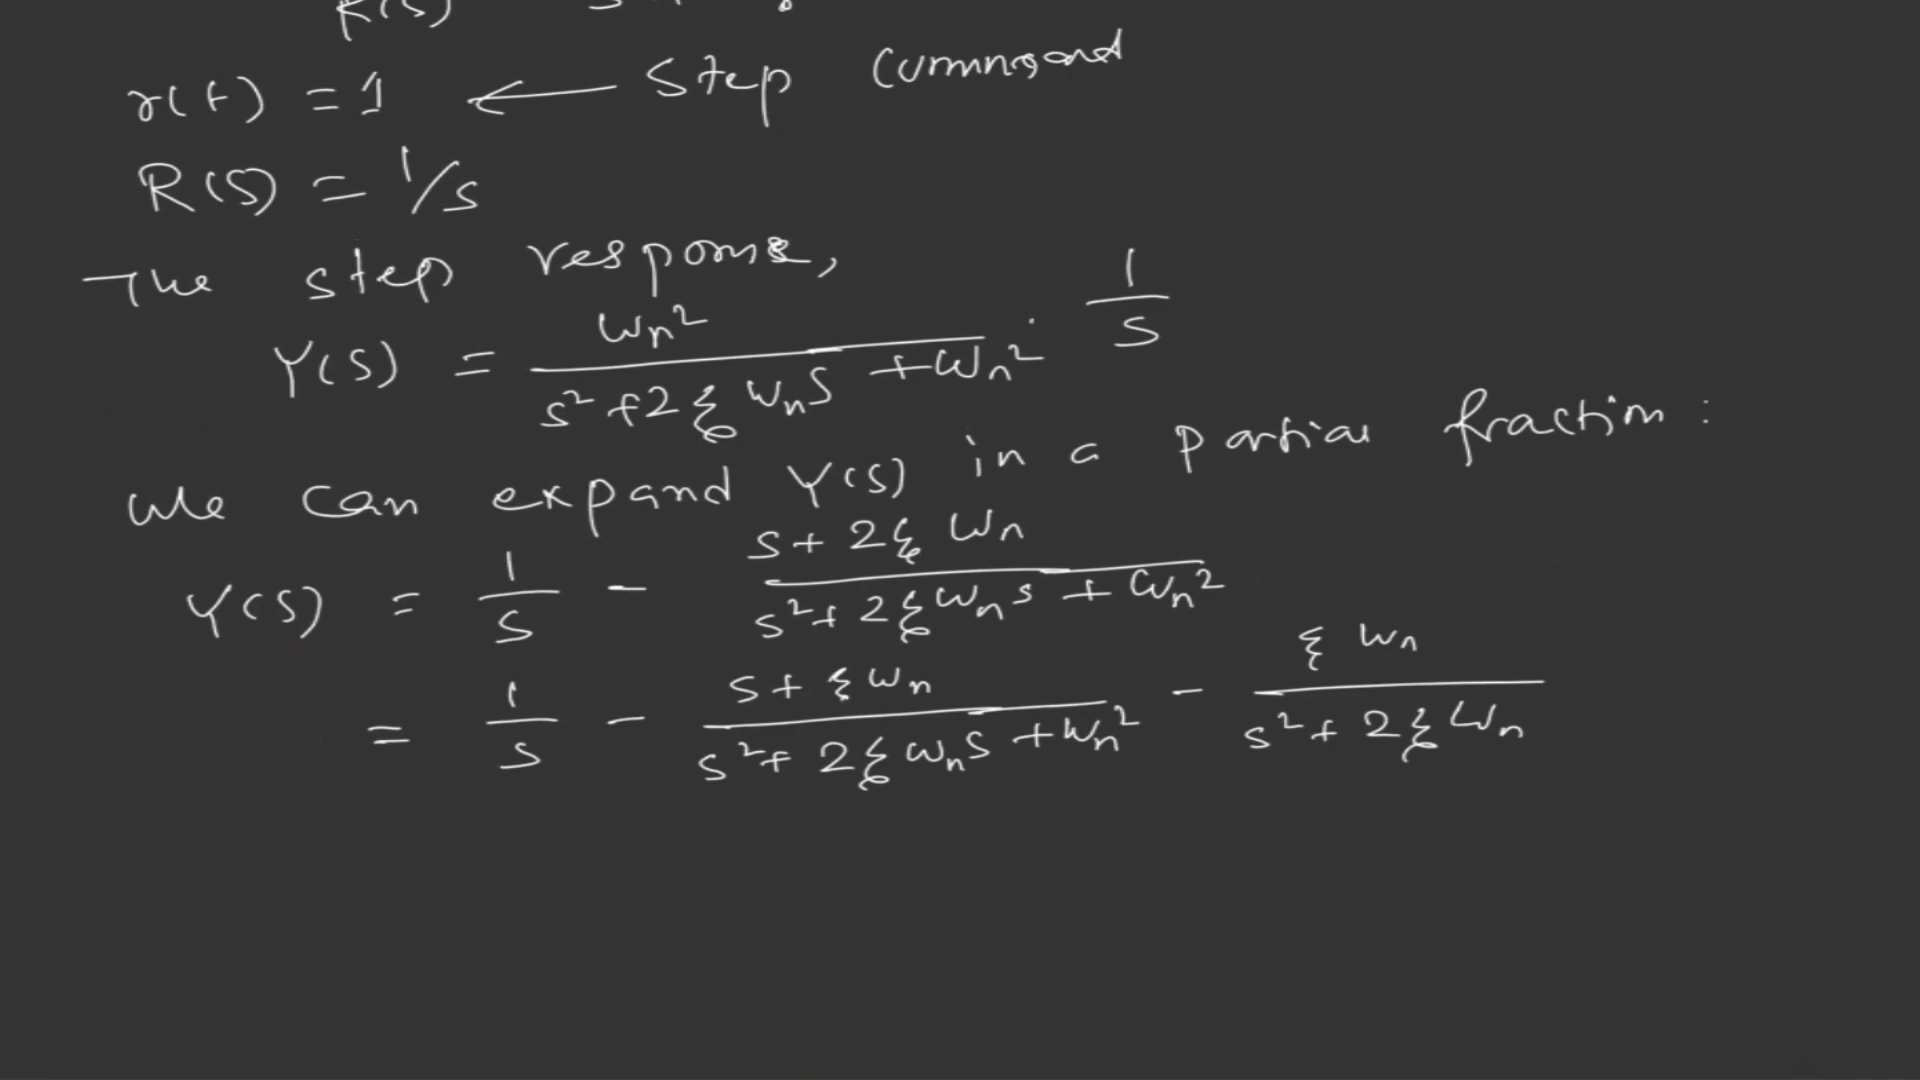 R(s)
r(t) = 1 ← Step Command
R(S) = 1/s
The step response,
Y(S) = ωn² / (s² + 2ξωnS + ωn²) · 1/S
We can expand Y(S) in a partial fraction :
Y(S) = 1/S - (S + 2ξωn) / (s² + 2ξωns + ωn²)
= 1/S - (S + ξωn) / (s² + 2ξωnS + ωn²) - ξωn / (s² + 2ξωn